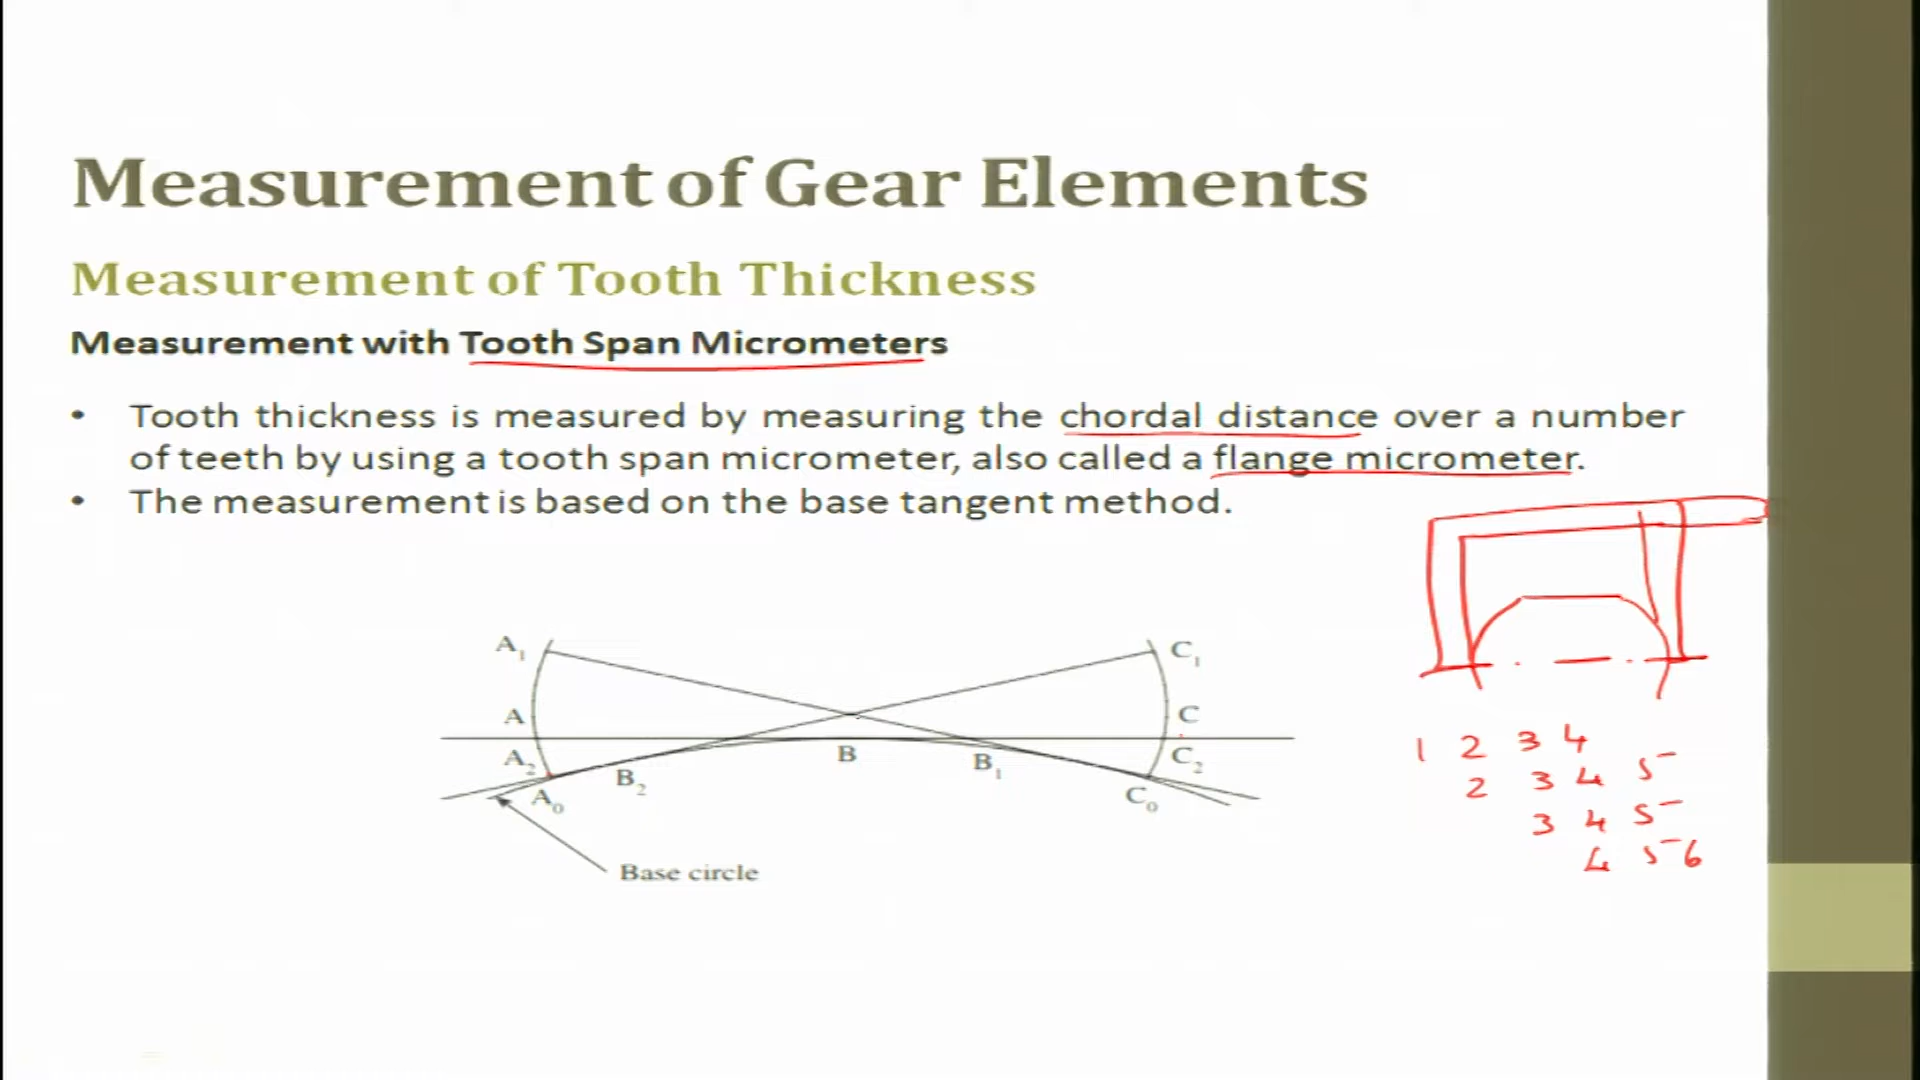 Measurement of Gear Elements
Measurement of Tooth Thickness
Measurement with Tooth Span Micrometers
• Tooth thickness is measured by measuring the chordal distance over a number
of teeth by using a tooth span micrometer, also called a flange micrometer.
• The measurement is based on the base tangent method.
A₁ C₁
A C
A₂ B₂ B B₁ C₂
A₀ C₀
Base circle
1 2 3 4
2 3 4 5
3 4 5
4 5 6